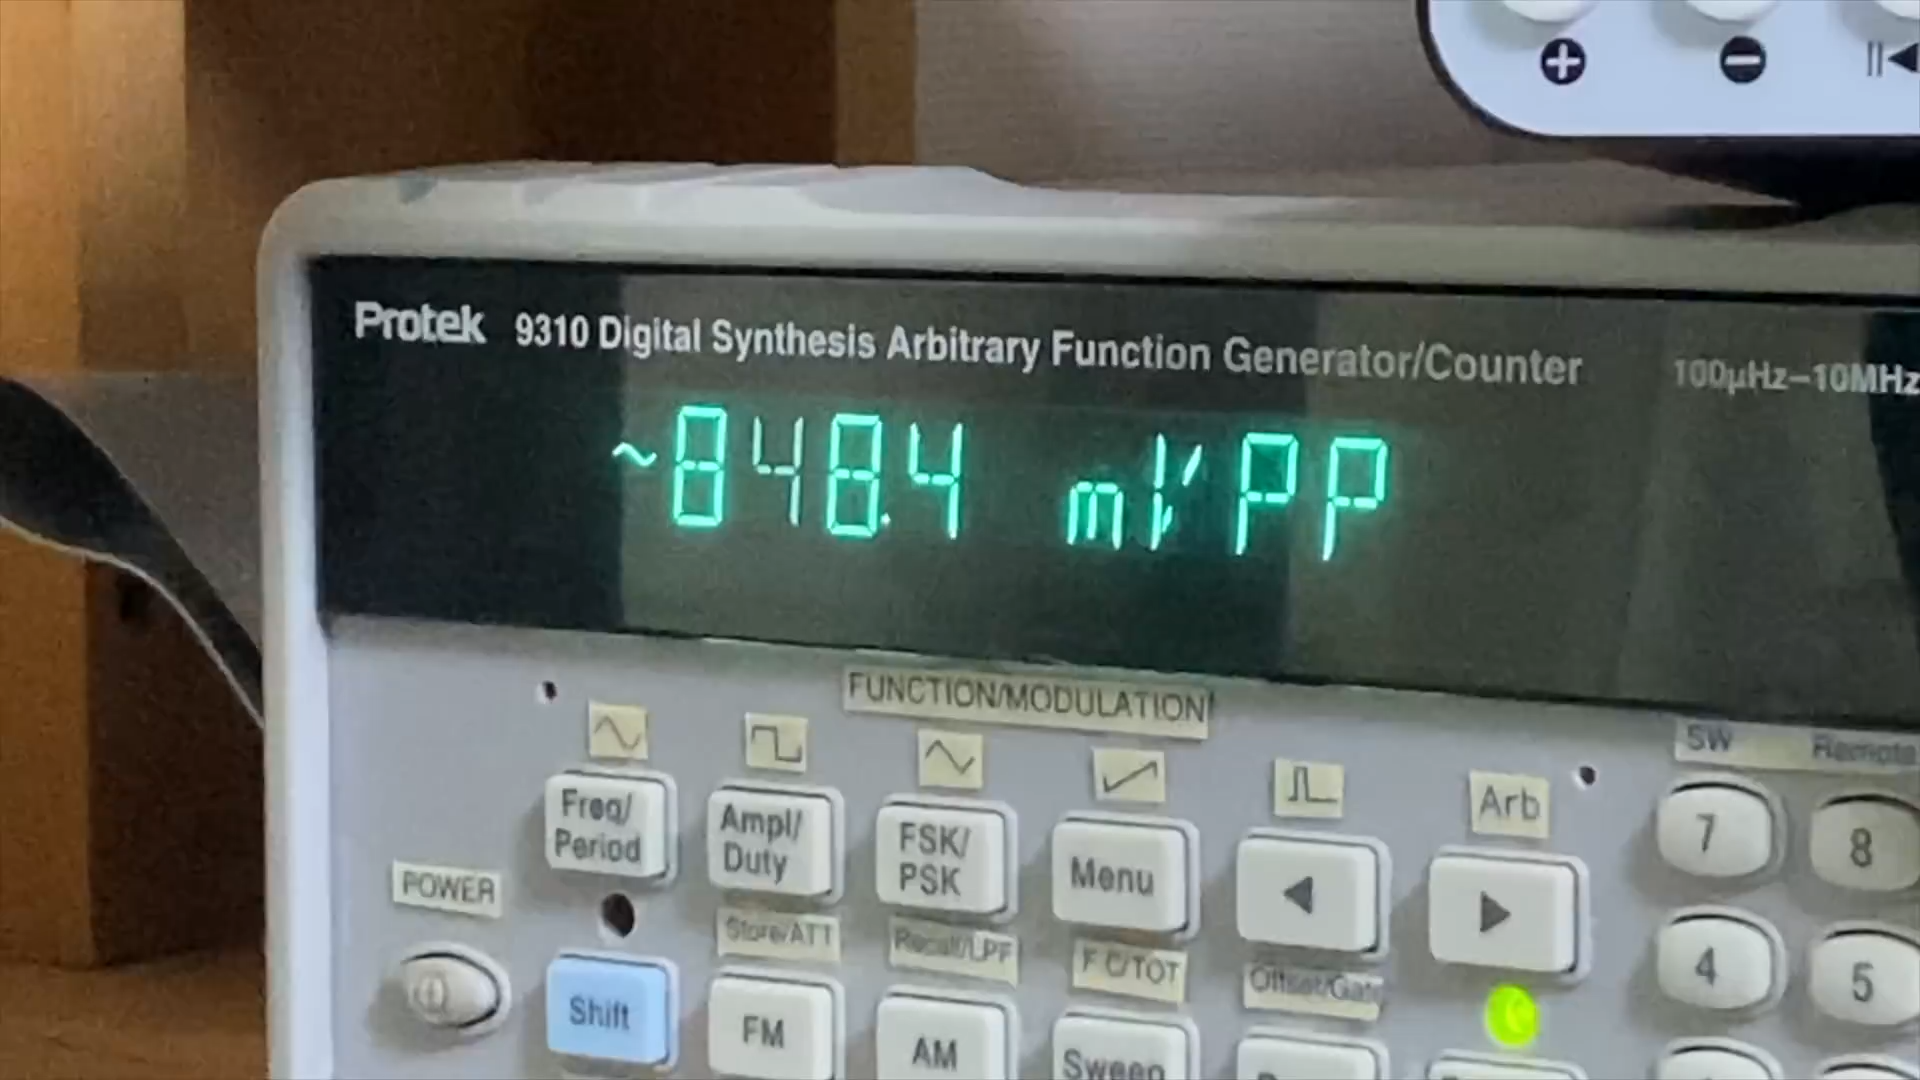 Protek 9310 Digital Synthesis Arbitrary Function Generator/Counter 100µHz–10MHz
~848.4 mVPP
FUNCTION/MODULATION
SW Remote
Arb
Freq/Period
Ampl/Duty
FSK/PSK
Menu
7
8
POWER
Store/ATT
Recall/LPF
F C/TOT
Offset/Gate
4
5
Shift
FM
AM
Sweep